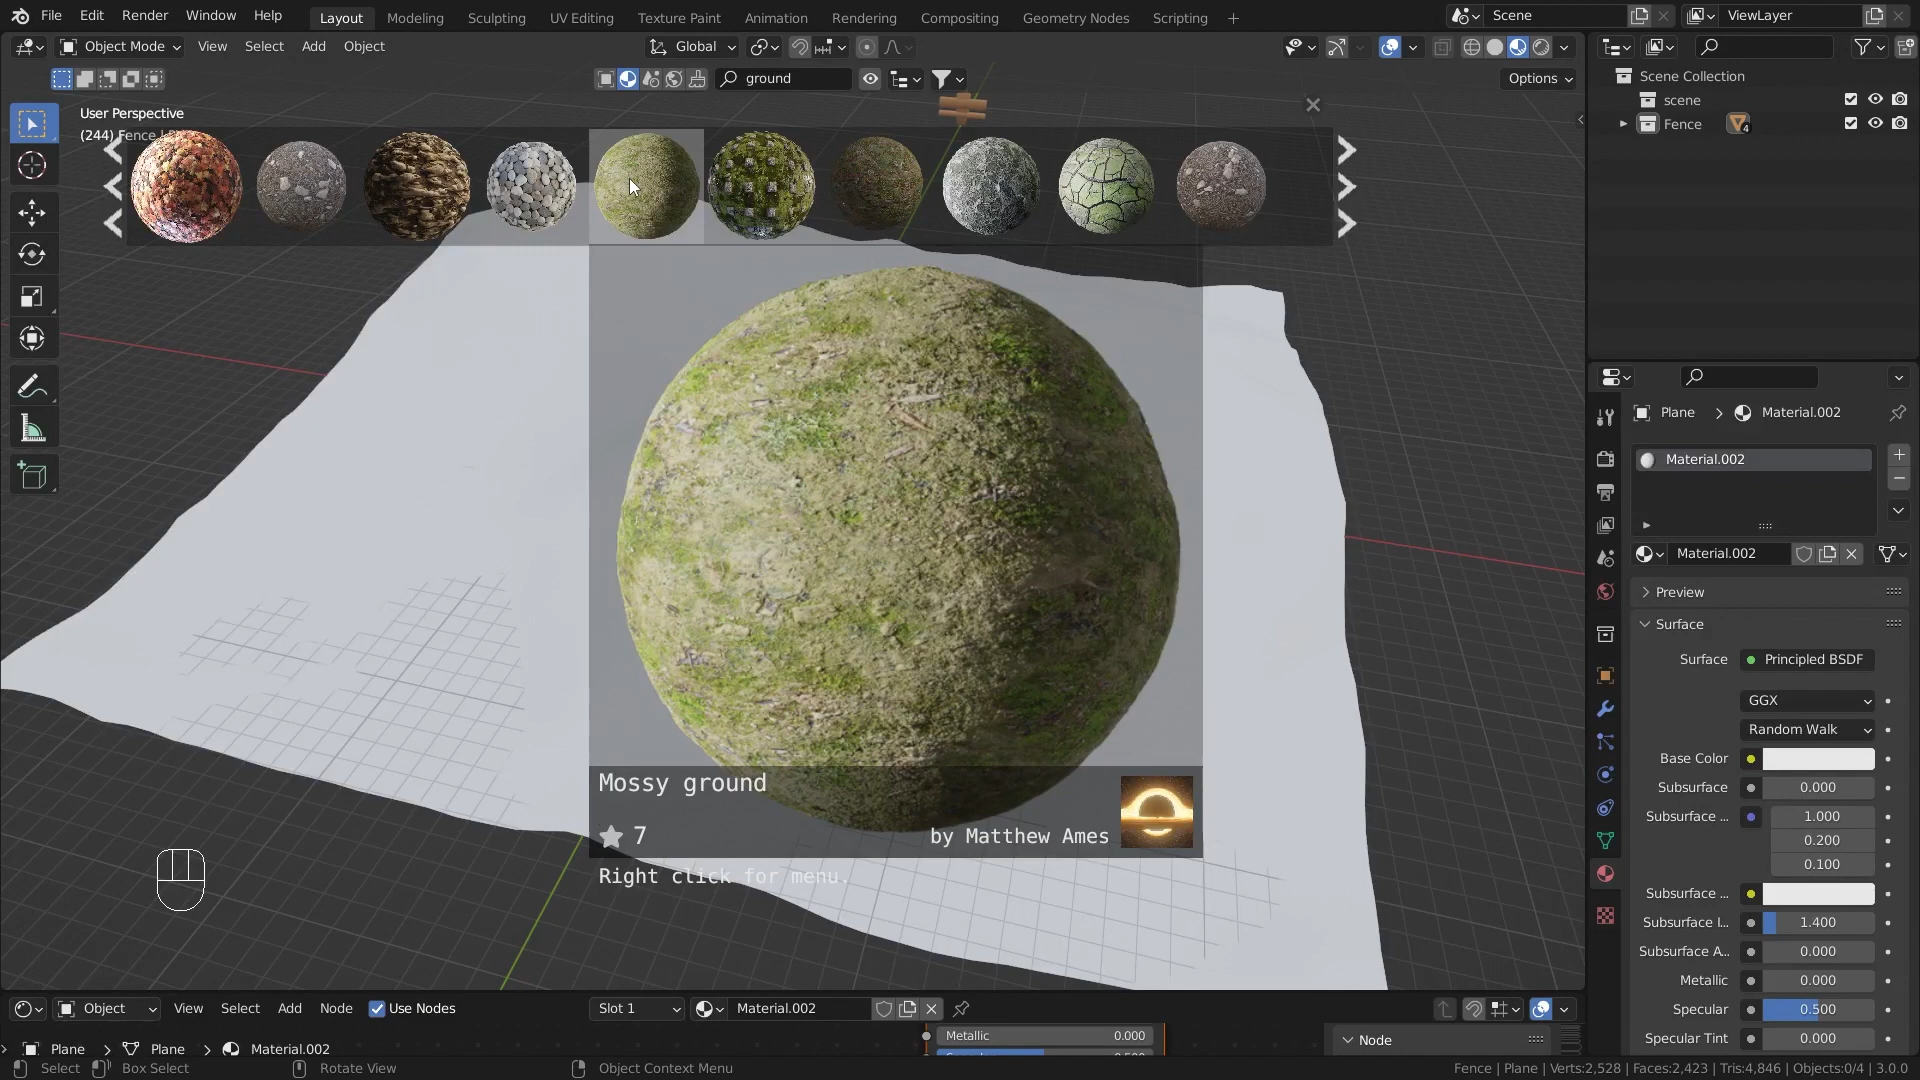 File Edit Render Window Help Layout Modeling Sculpting UV Editing Texture Paint Animation Rendering Compositing Geometry Nodes Scripting Scene ViewLayer
Object Mode View Select Add Object Global
ground Options
User Perspective
(244) Fence |
Scene Collection
scene
Fence
4
Plane Material.002
Material.002
Material.002
Preview
Surface
Surface Principled BSDF
GGX
Random Walk
Base Color
Subsurface 0.000
Subsurface ... 1.000
0.200
0.100
Subsurface ...
Subsurface I... 1.400
Subsurface A... 0.000
Metallic 0.000
Specular 0.500
Specular Tint 0.000
Mossy ground
7 by Matthew Ames
Right click for menu.
Object View Select Add Node Use Nodes Slot 1 Material.002
Plane Plane Material.002
Metallic 0.000
Node
Select Box Select Rotate View Object Context Menu Fence | Plane | Verts:2,528 | Faces:2,423 | Tris:4,846 | Objects:0/4 | 3.0.0